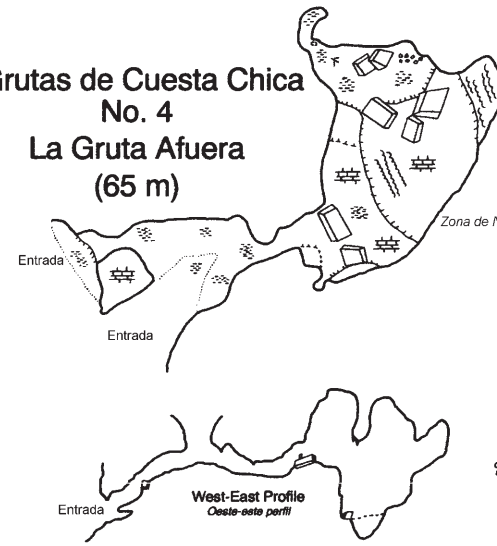 Grutas de Cuesta Chica
No. 4
La Gruta Afuera
(65 m)
Zona de
Entrada
Entrada
West-East Profile
Oeste-este perfil
Entrada